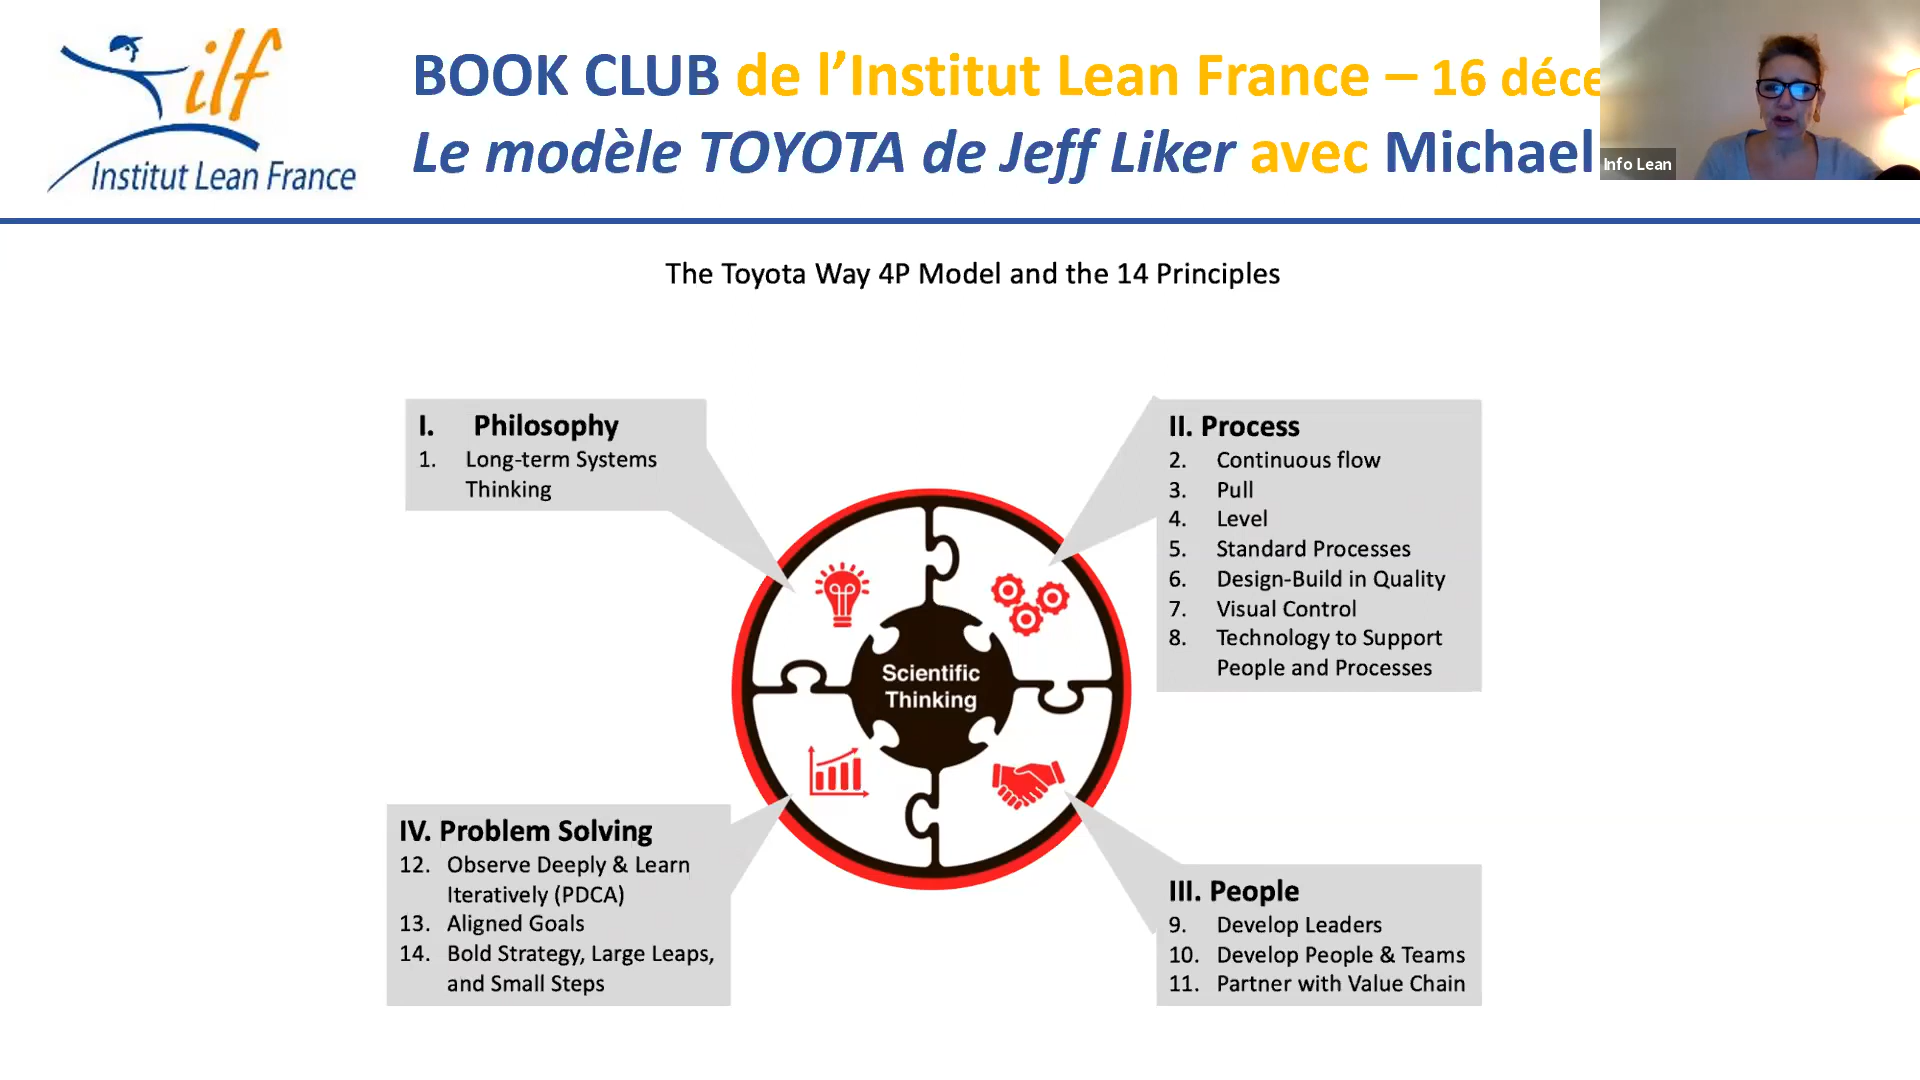 ilf
Institut Lean France
BOOK CLUB de l’Institut Lean France – 16 déce
Le modèle TOYOTA de Jeff Liker avec Michael
Info Lean
The Toyota Way 4P Model and the 14 Principles
I. Philosophy
1. Long-term Systems
Thinking
II. Process
2. Continuous flow
3. Pull
4. Level
5. Standard Processes
6. Design-Build in Quality
7. Visual Control
8. Technology to Support
People and Processes
Scientific
Thinking
IV. Problem Solving
12. Observe Deeply & Learn
Iteratively (PDCA)
13. Aligned Goals
14. Bold Strategy, Large Leaps,
and Small Steps
III. People
9. Develop Leaders
10. Develop People & Teams
11. Partner with Value Chain